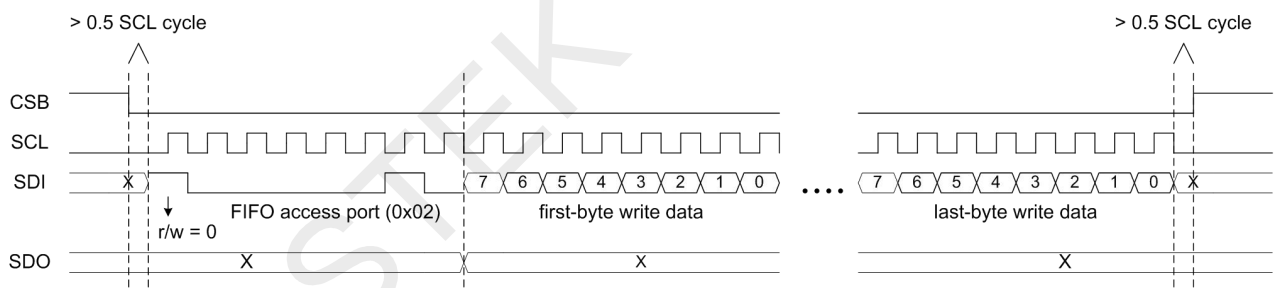 > 0.5 SCL cycle > 0.5 SCL cycle
CSB
SCL
SDI X 7 6 5 4 3 2 1 0 .... 7 6 5 4 3 2 1 0 X
FIFO access port (0x02) first-byte write data last-byte write data
r/w = 0
SDO X X X
STEK